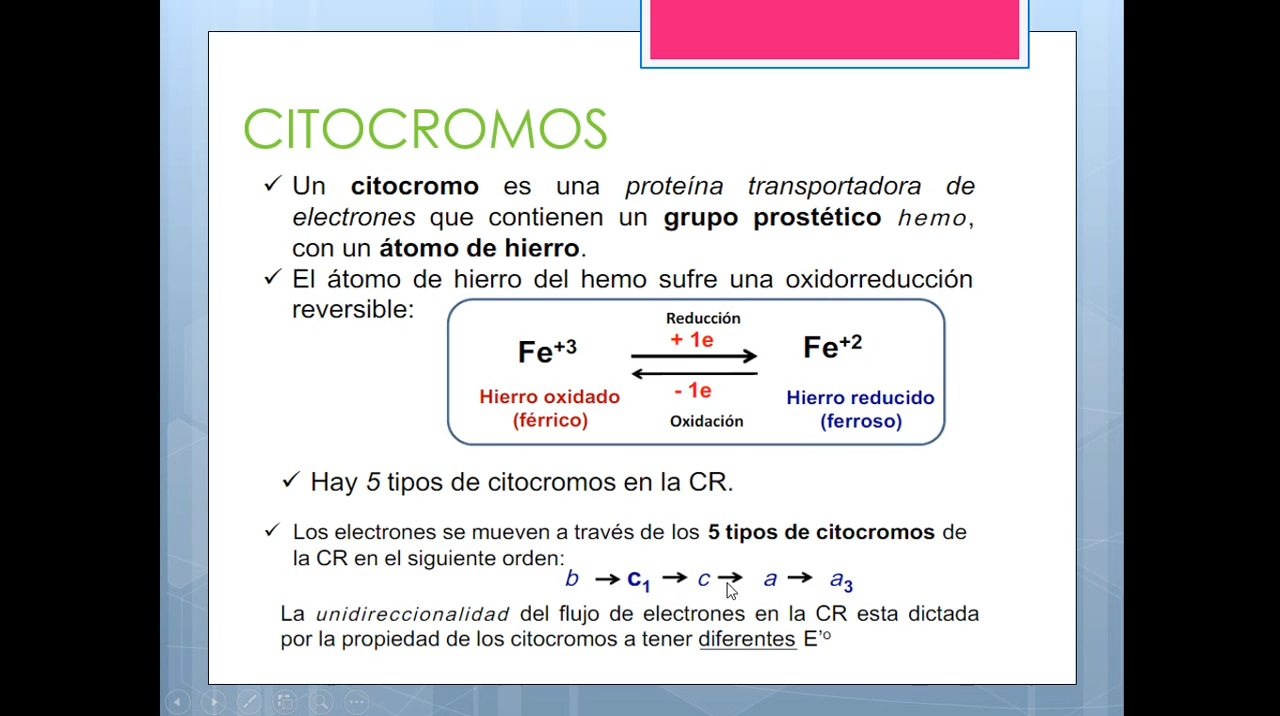 CITOCROMOS
✓ Un citocromo es una proteína transportadora de
electrones que contienen un grupo prostético hemo,
con un átomo de hierro.
✓ El átomo de hierro del hemo sufre una oxidorreducción
reversible:
Reducción
+ 1e
Fe+3
Fe+2
- 1e
Hierro oxidado
(férrico)
Oxidación
Hierro reducido
(ferroso)
✓ Hay 5 tipos de citocromos en la CR.
✓ Los electrones se mueven a través de los 5 tipos de citocromos de
la CR en el siguiente orden:
b → c1 → c → a → a3
La unidireccionalidad del flujo de electrones en la CR esta dictada
por la propiedad de los citocromos a tener diferentes E'o